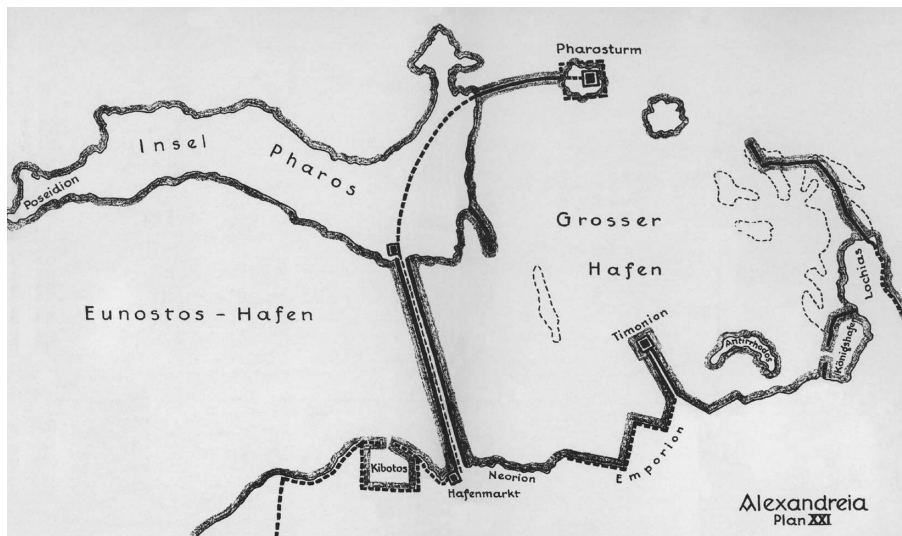 Pharosturm
Insel
Pharos
Poseidion
Grosser
Hafen
Lochias
Eunostos - Hafen
Timonion
Antirrhodos
Königshafen
Emporion
Kibotos
Neorion
Hafenmarkt
Alexandreia
Plan XXI